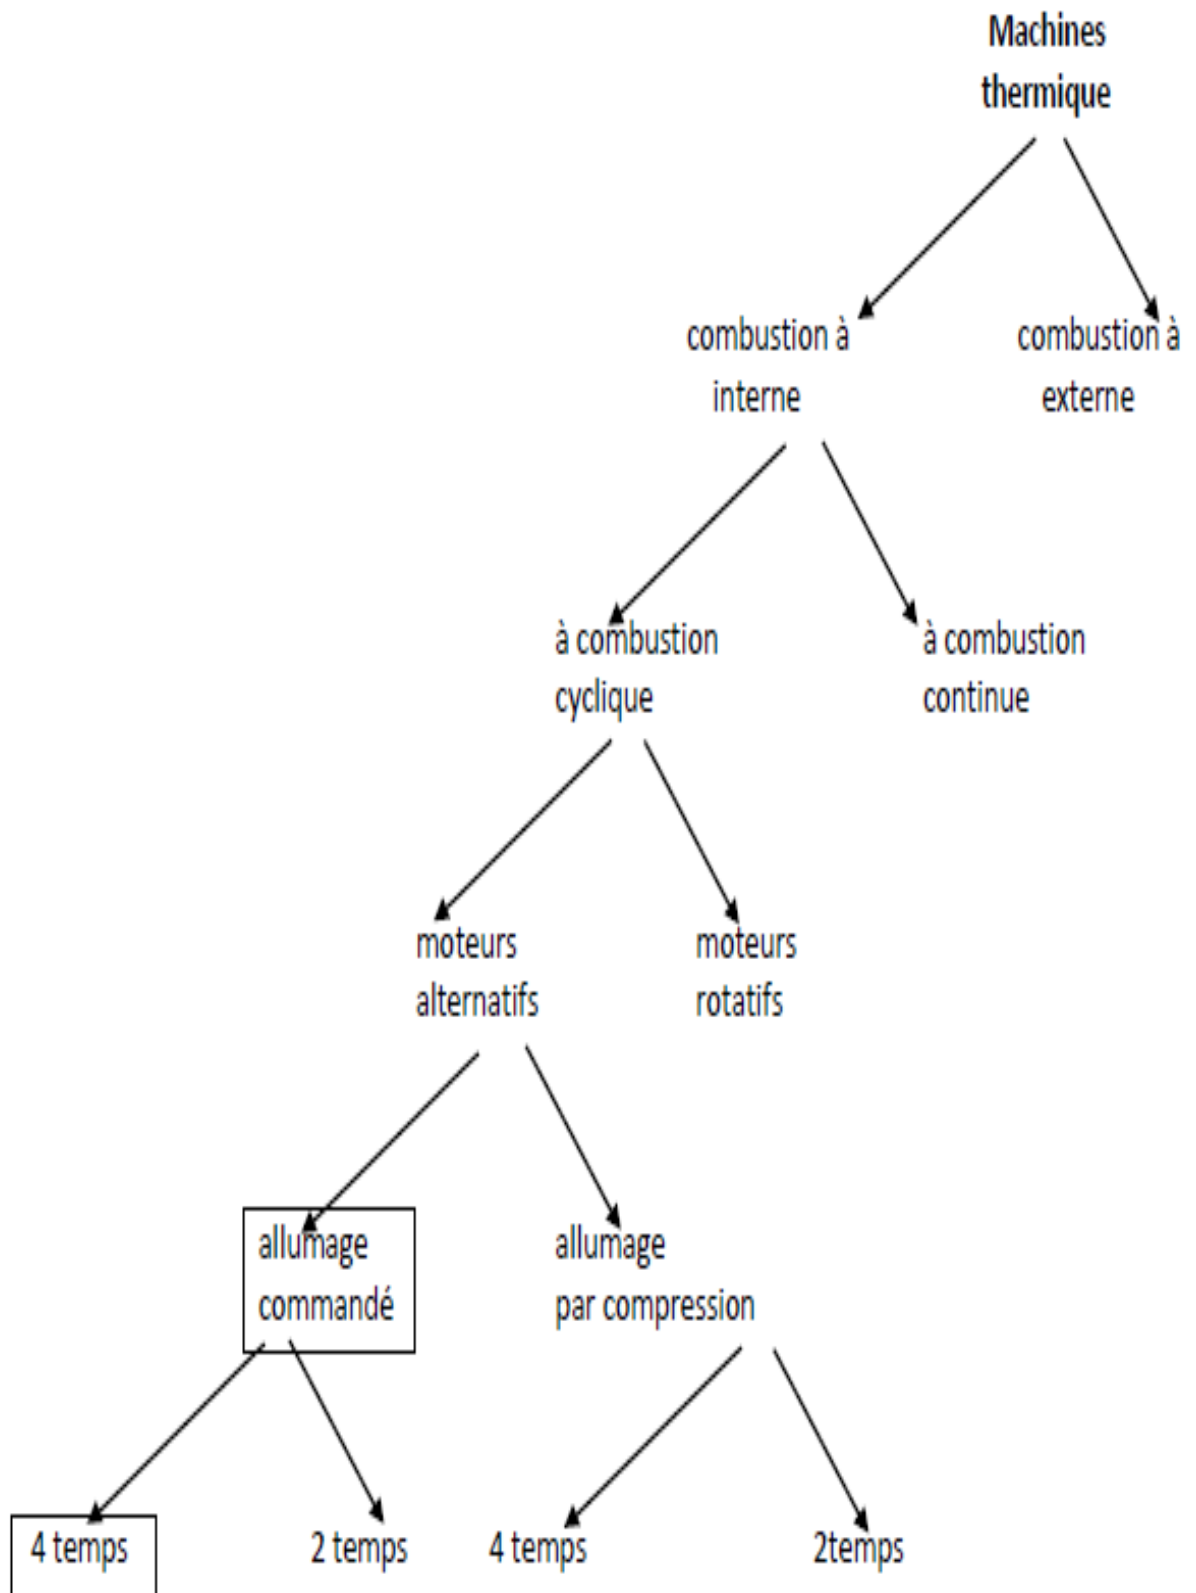 Machines
thermique
combustion à
interne
combustion à
externe
à combustion
cyclique
à combustion
continue
moteurs
alternatifs
moteurs
rotatifs
allumage
commandé
allumage
par compression
4 temps
2 temps
4 temps
2temps